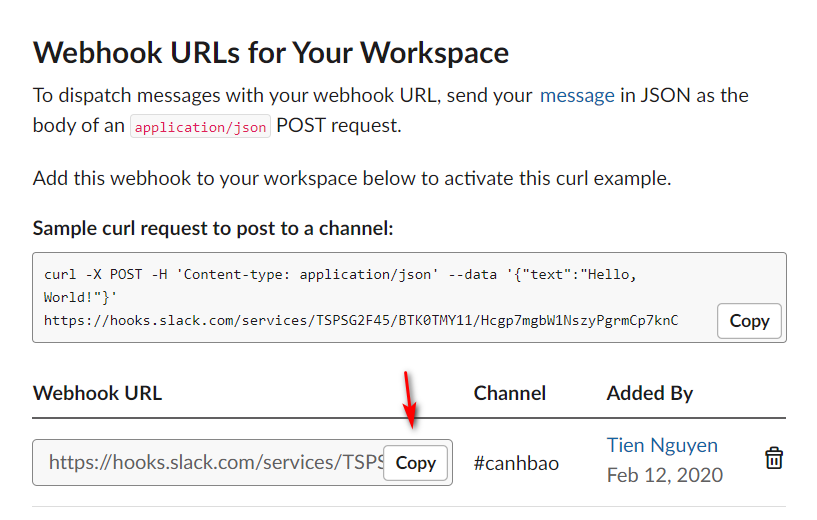 Webhook URLs for Your Workspace
To dispatch messages with your webhook URL, send your message in JSON as the
body of an application/json POST request.
Add this webhook to your workspace below to activate this curl example.
Sample curl request to post to a channel:
curl -X POST -H 'Content-type: application/json' --data '{"text":"Hello,
World!"}'
https://hooks.slack.com/services/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 Copy
Webhook URL Channel Added By
https://hooks.slack.com/services/TSPS Copy #canhbao Tien Nguyen
Feb 12, 2020